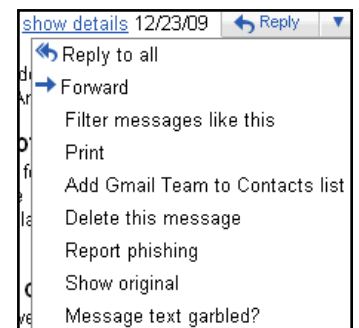 show details 12/23/09 Reply
Reply to all
Forward
Filter messages like this
Print
Add Gmail Team to Contacts list
Delete this message
Report phishing
Show original
Message text garbled?